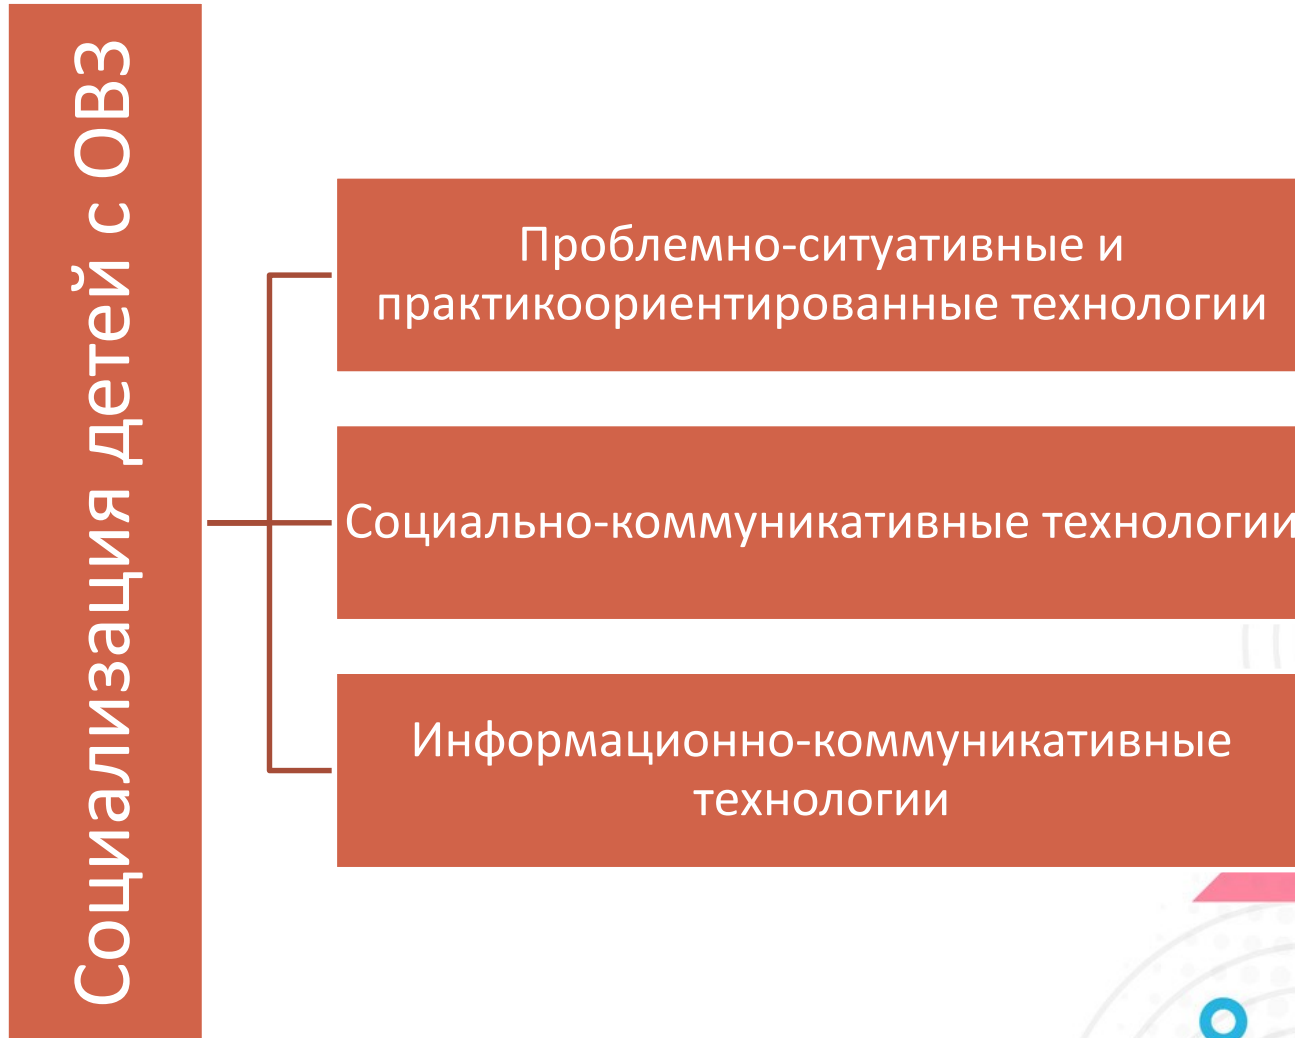 Социализация детей с ОВЗ
Проблемно-ситуативные и
практикоориентированные технологии
Социально-коммуникативные технологии
Информационно-коммуникативные
технологии